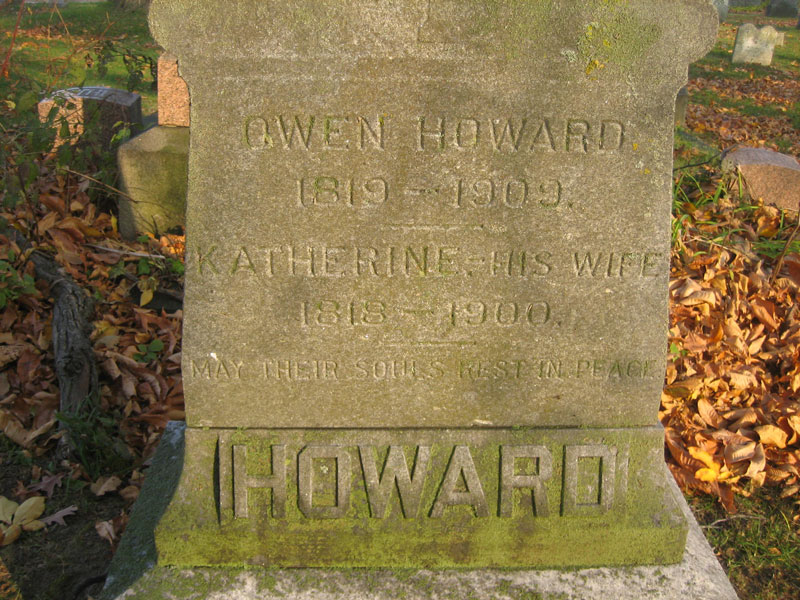 OWEN HOWARD
1819 - 1909.
KATHERINE, HIS WIFE
1818 - 1900.
MAY THEIR SOULS REST IN PEACE
HOWARD